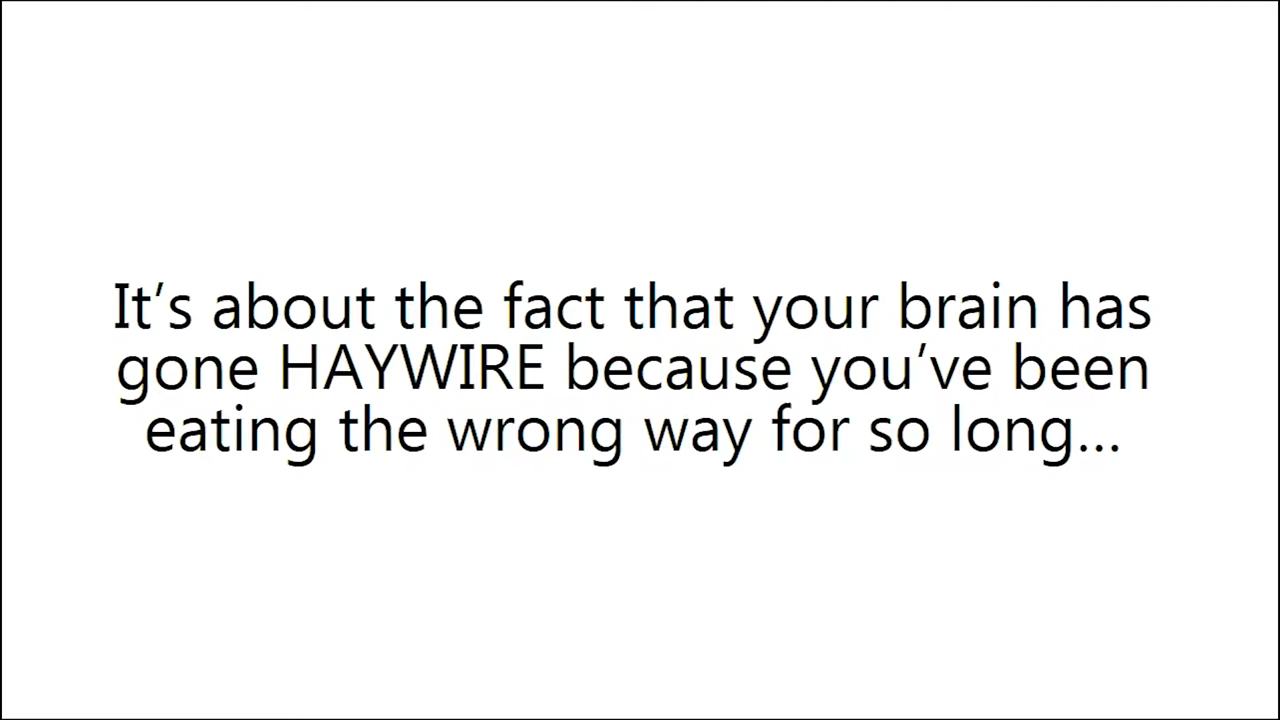 It’s about the fact that your brain has
gone HAYWIRE because you’ve been
eating the wrong way for so long...